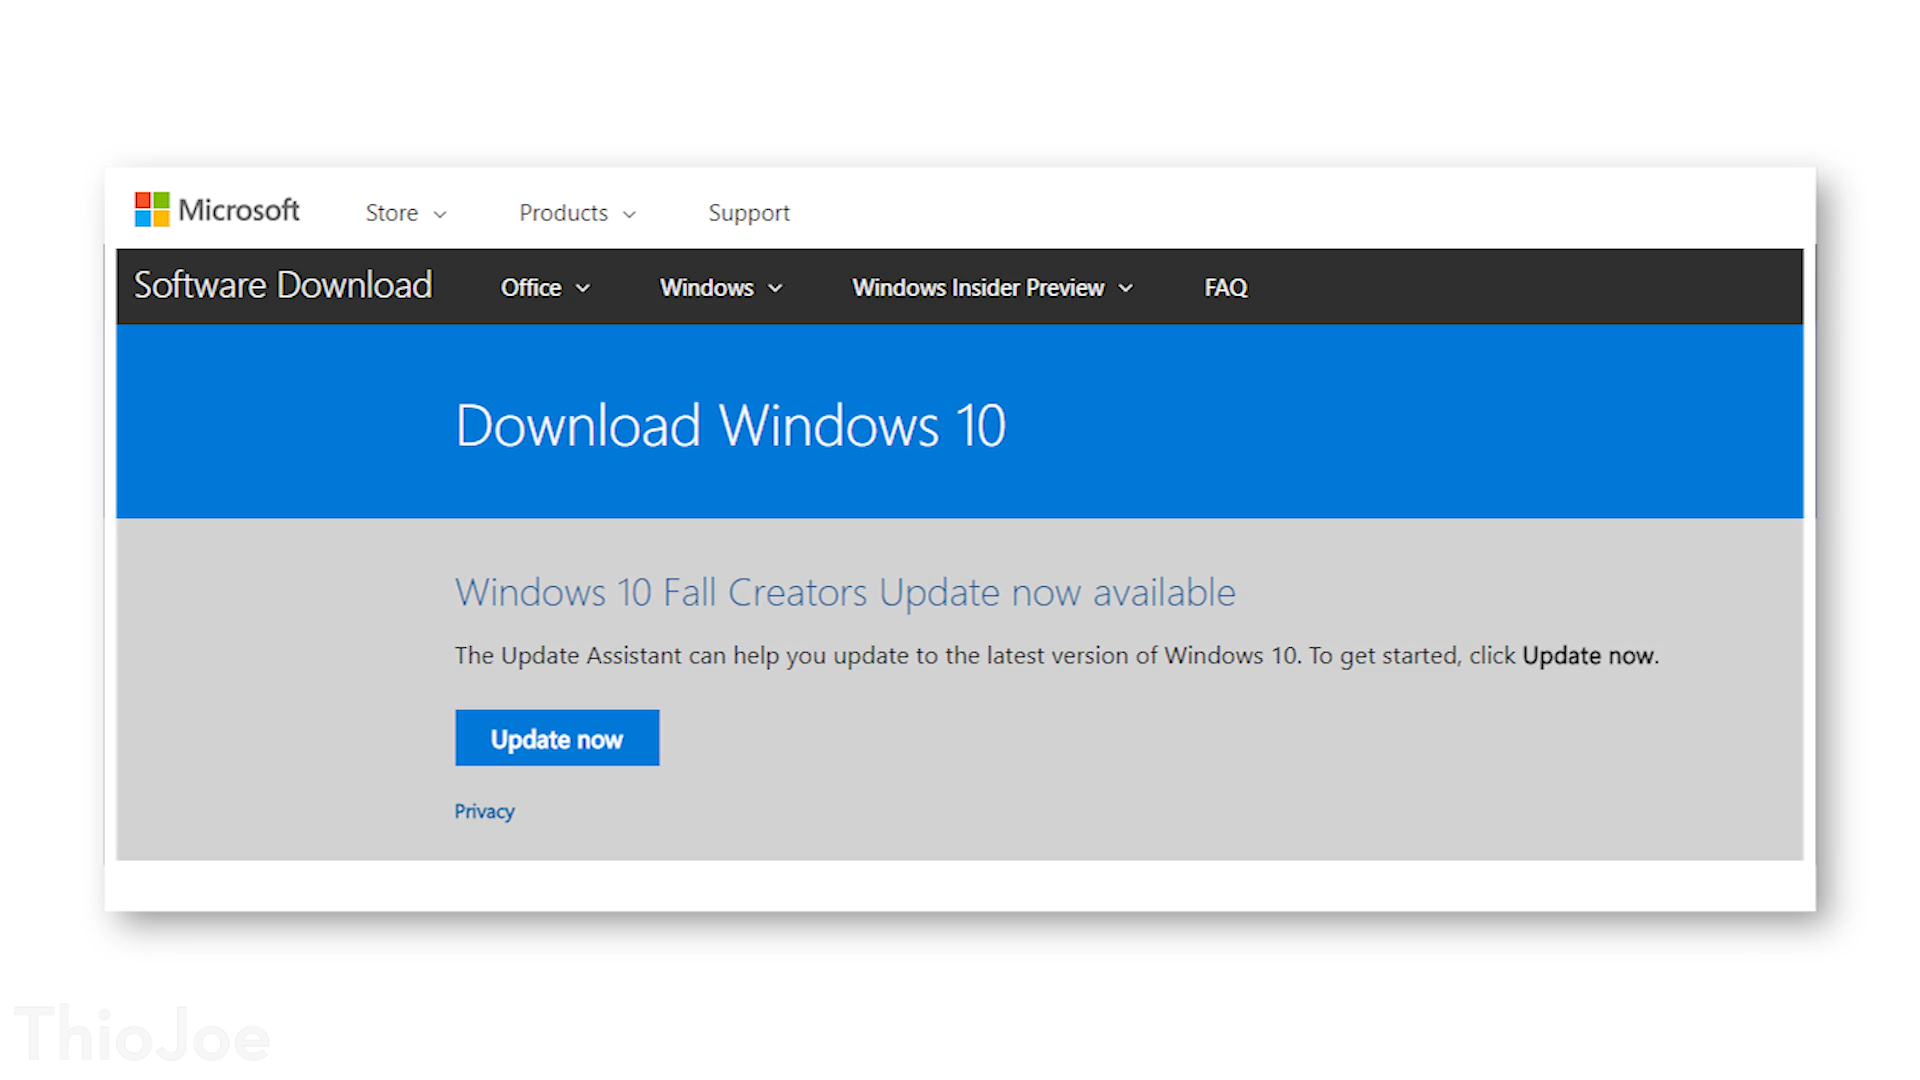 Microsoft Store Products Support
Software Download Office Windows Windows Insider Preview FAQ
Download Windows 10
Windows 10 Fall Creators Update now available
The Update Assistant can help you update to the latest version of Windows 10. To get started, click Update now.
Update now
Privacy
ThioJoe